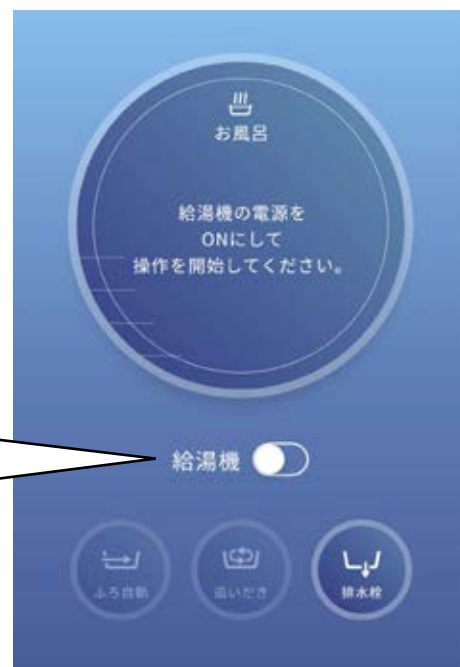 お風呂
給湯機の電源を
ONにして
操作を開始してください。
給湯機
ふろ自動
追いだき
排水栓